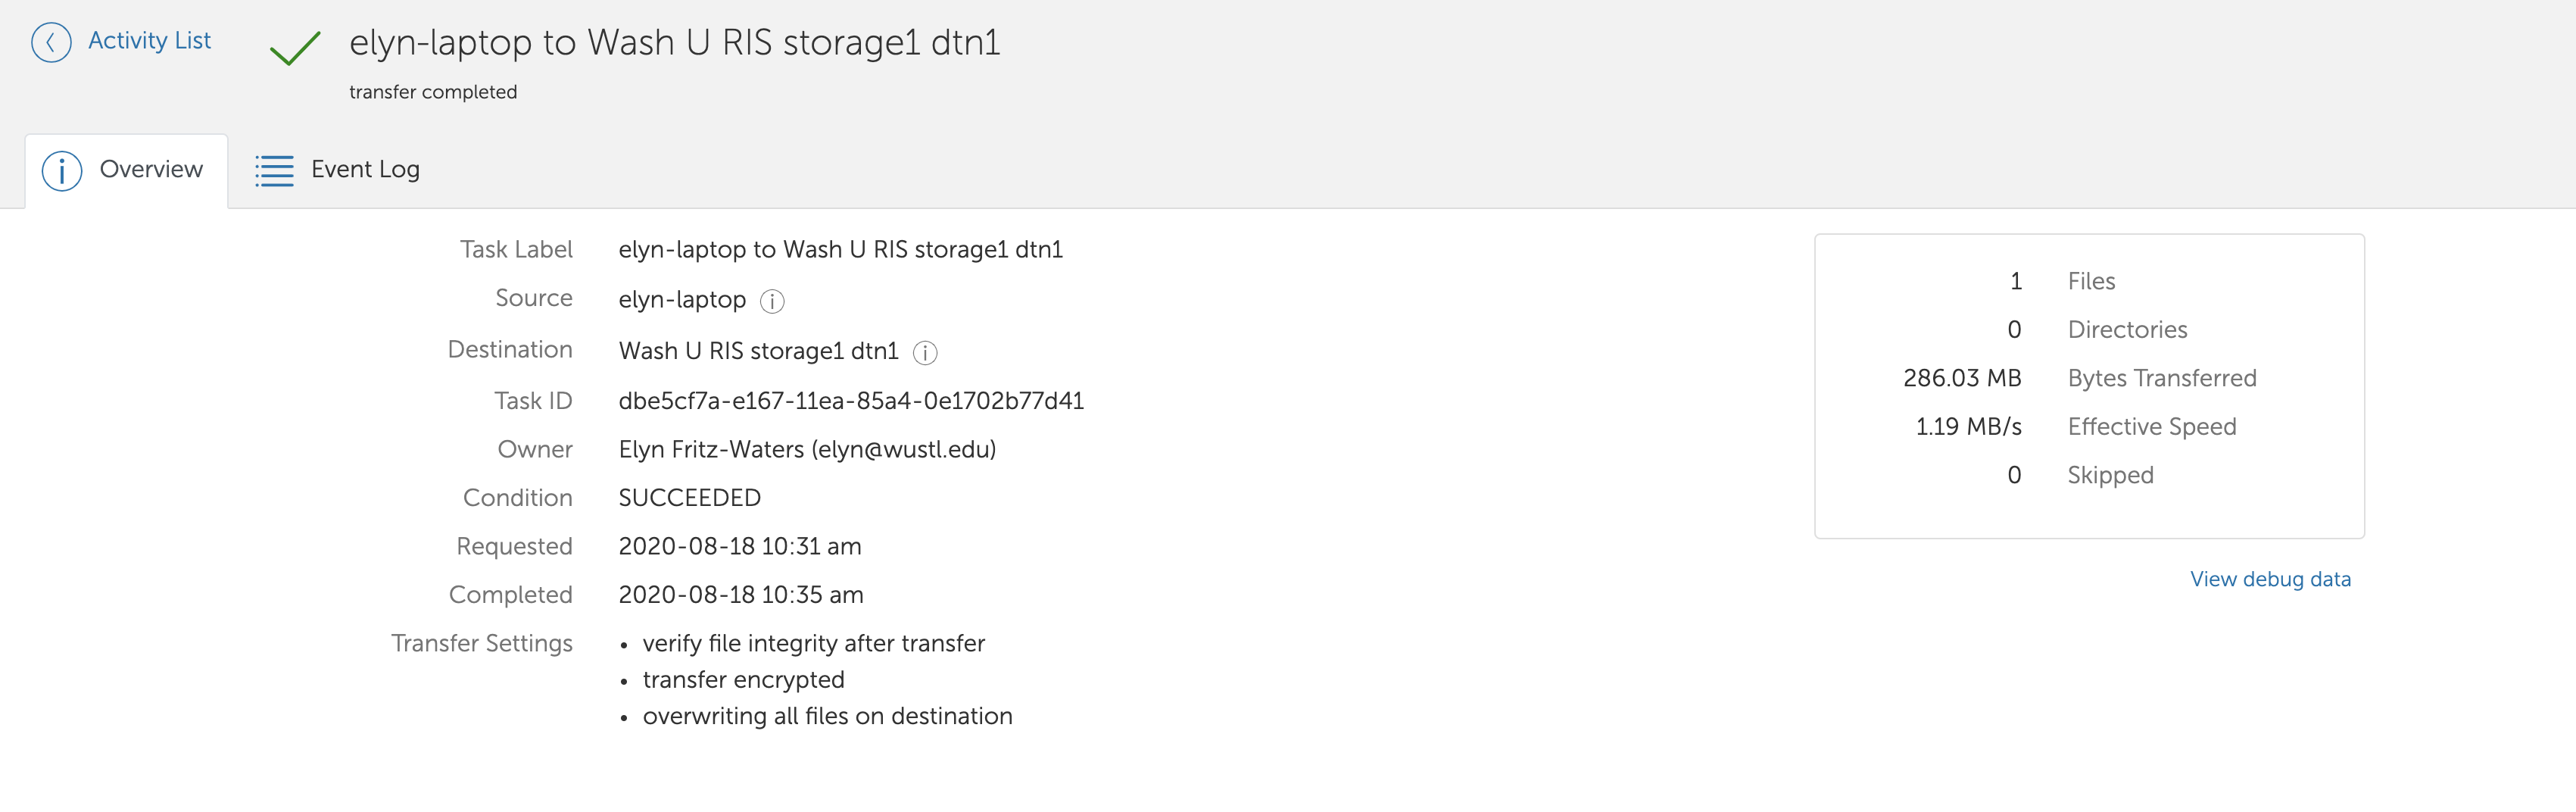 Activity List
elyn-laptop to Wash U RIS storage1 dtn1
transfer completed
Overview
Event Log
Task Label elyn-laptop to Wash U RIS storage1 dtn1
Source elyn-laptop
Destination Wash U RIS storage1 dtn1
Task ID dbe5cf7a-e167-11ea-85a4-0e1702b77d41
Owner Elyn Fritz-Waters (elyn@wustl.edu)
Condition SUCCEEDED
Requested 2020-08-18 10:31 am
Completed 2020-08-18 10:35 am
Transfer Settings • verify file integrity after transfer
• transfer encrypted
• overwriting all files on destination
1 Files
0 Directories
286.03 MB Bytes Transferred
1.19 MB/s Effective Speed
0 Skipped
View debug data